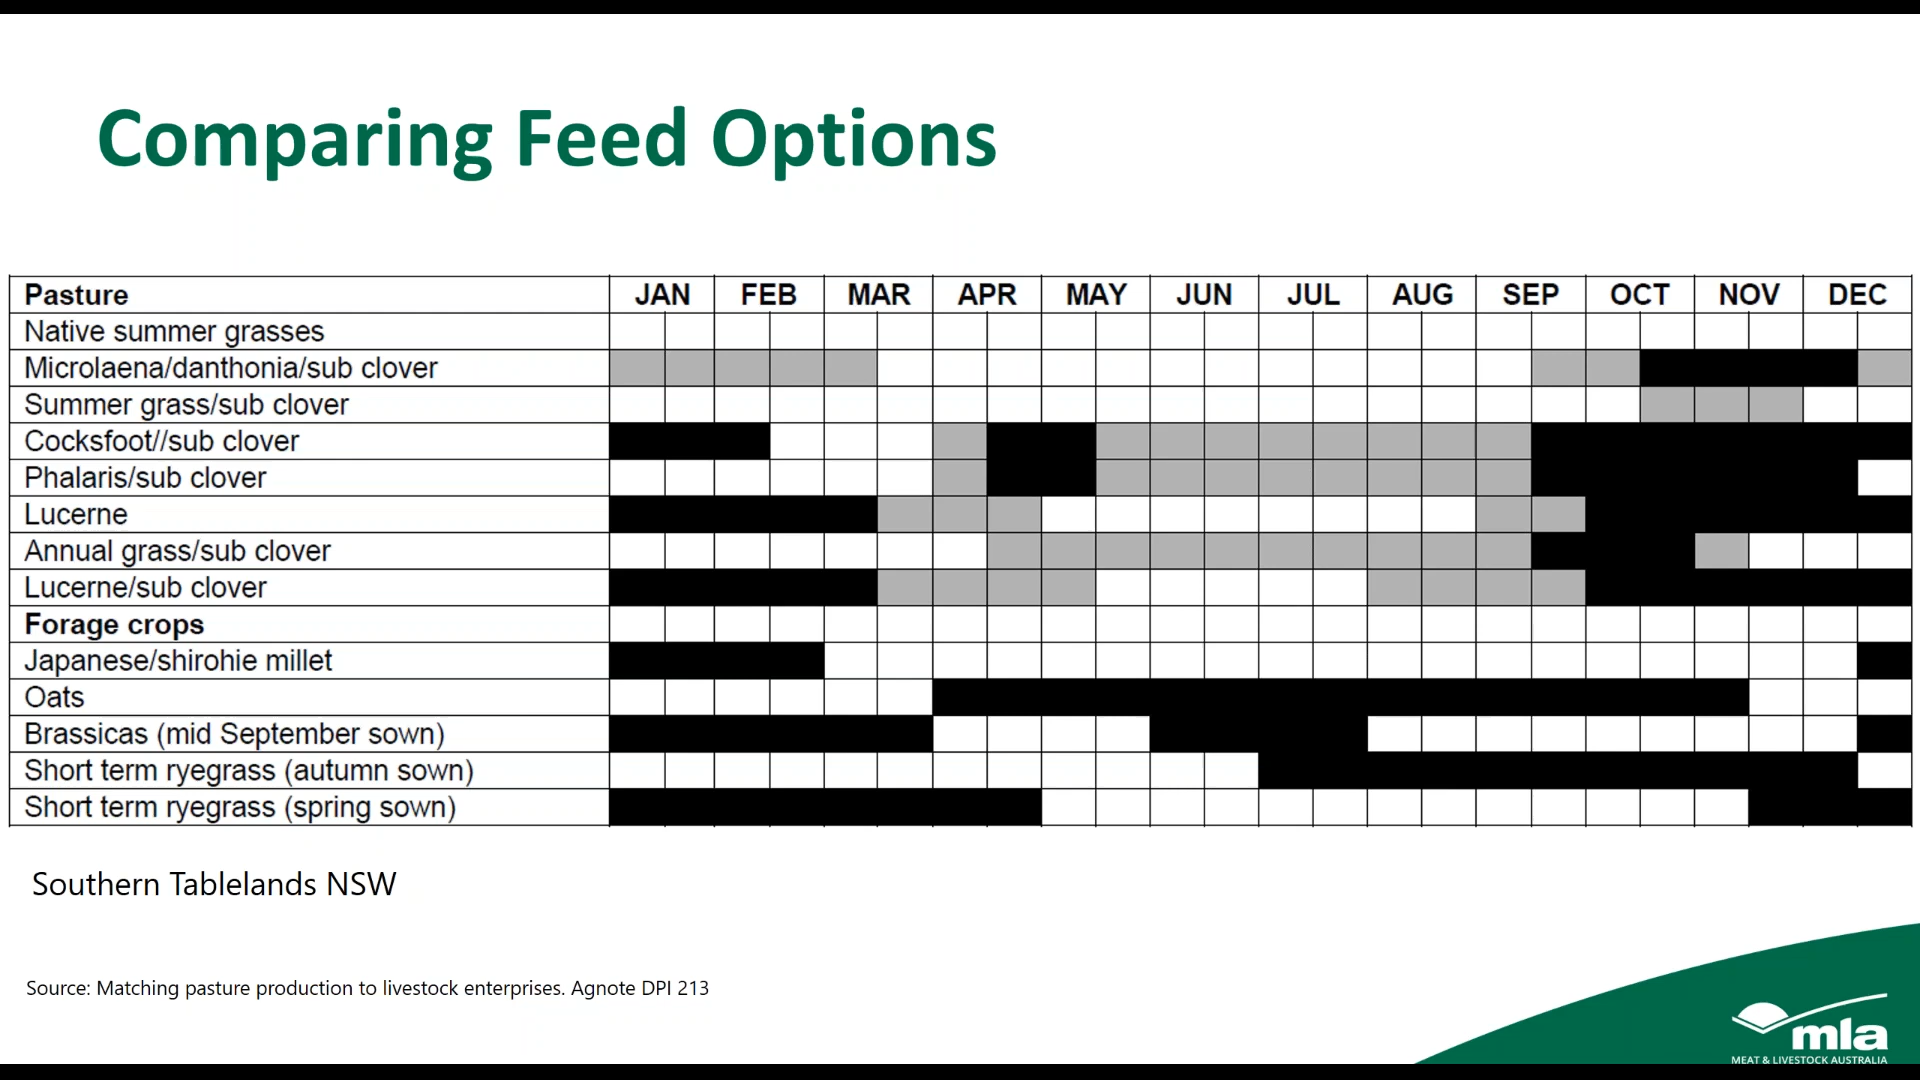 Comparing Feed Options
Pasture JAN FEB MAR APR MAY JUN JUL AUG SEP OCT NOV DEC
Native summer grasses
Microlaena/danthonia/sub clover
Summer grass/sub clover
Cocksfoot//sub clover
Phalaris/sub clover
Lucerne
Annual grass/sub clover
Lucerne/sub clover
Forage crops
Japanese/shirohie millet
Oats
Brassicas (mid September sown)
Short term ryegrass (autumn sown)
Short term ryegrass (spring sown)
Southern Tablelands NSW
Source: Matching pasture production to livestock enterprises. Agnote DPI 213
mla
MEAT & LIVESTOCK AUSTRALIA